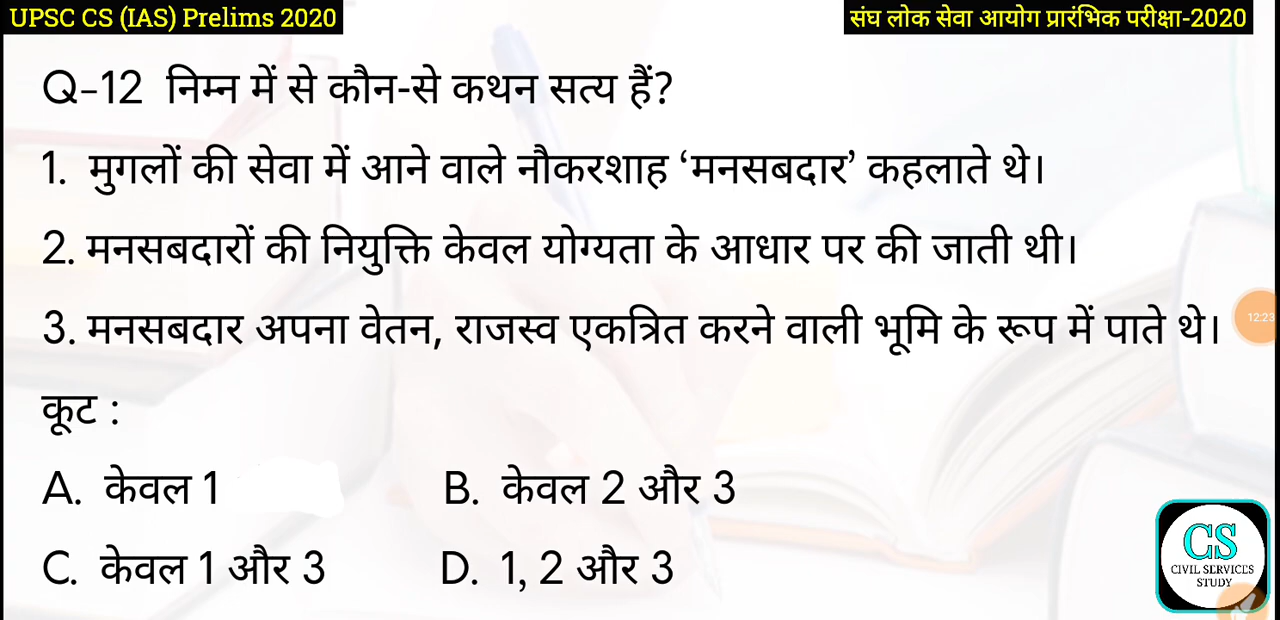 UPSC CS (IAS) Prelims 2020
संघ लोक सेवा आयोग प्रारंभिक परीक्षा-2020
Q-12 निम्न में से कौन-से कथन सत्य हैं?
1. मुगलों की सेवा में आने वाले नौकरशाह ‘मनसबदार’ कहलाते थे।
2. मनसबदारों की नियुक्ति केवल योग्यता के आधार पर की जाती थी।
3. मनसबदार अपना वेतन, राजस्व एकत्रित करने वाली भूमि के रूप में पाते थे।
12:23
कूट :
A. केवल 1 B. केवल 2 और 3
C. केवल 1 और 3 D. 1, 2 और 3
CS
CIVIL SERVICES
STUDY